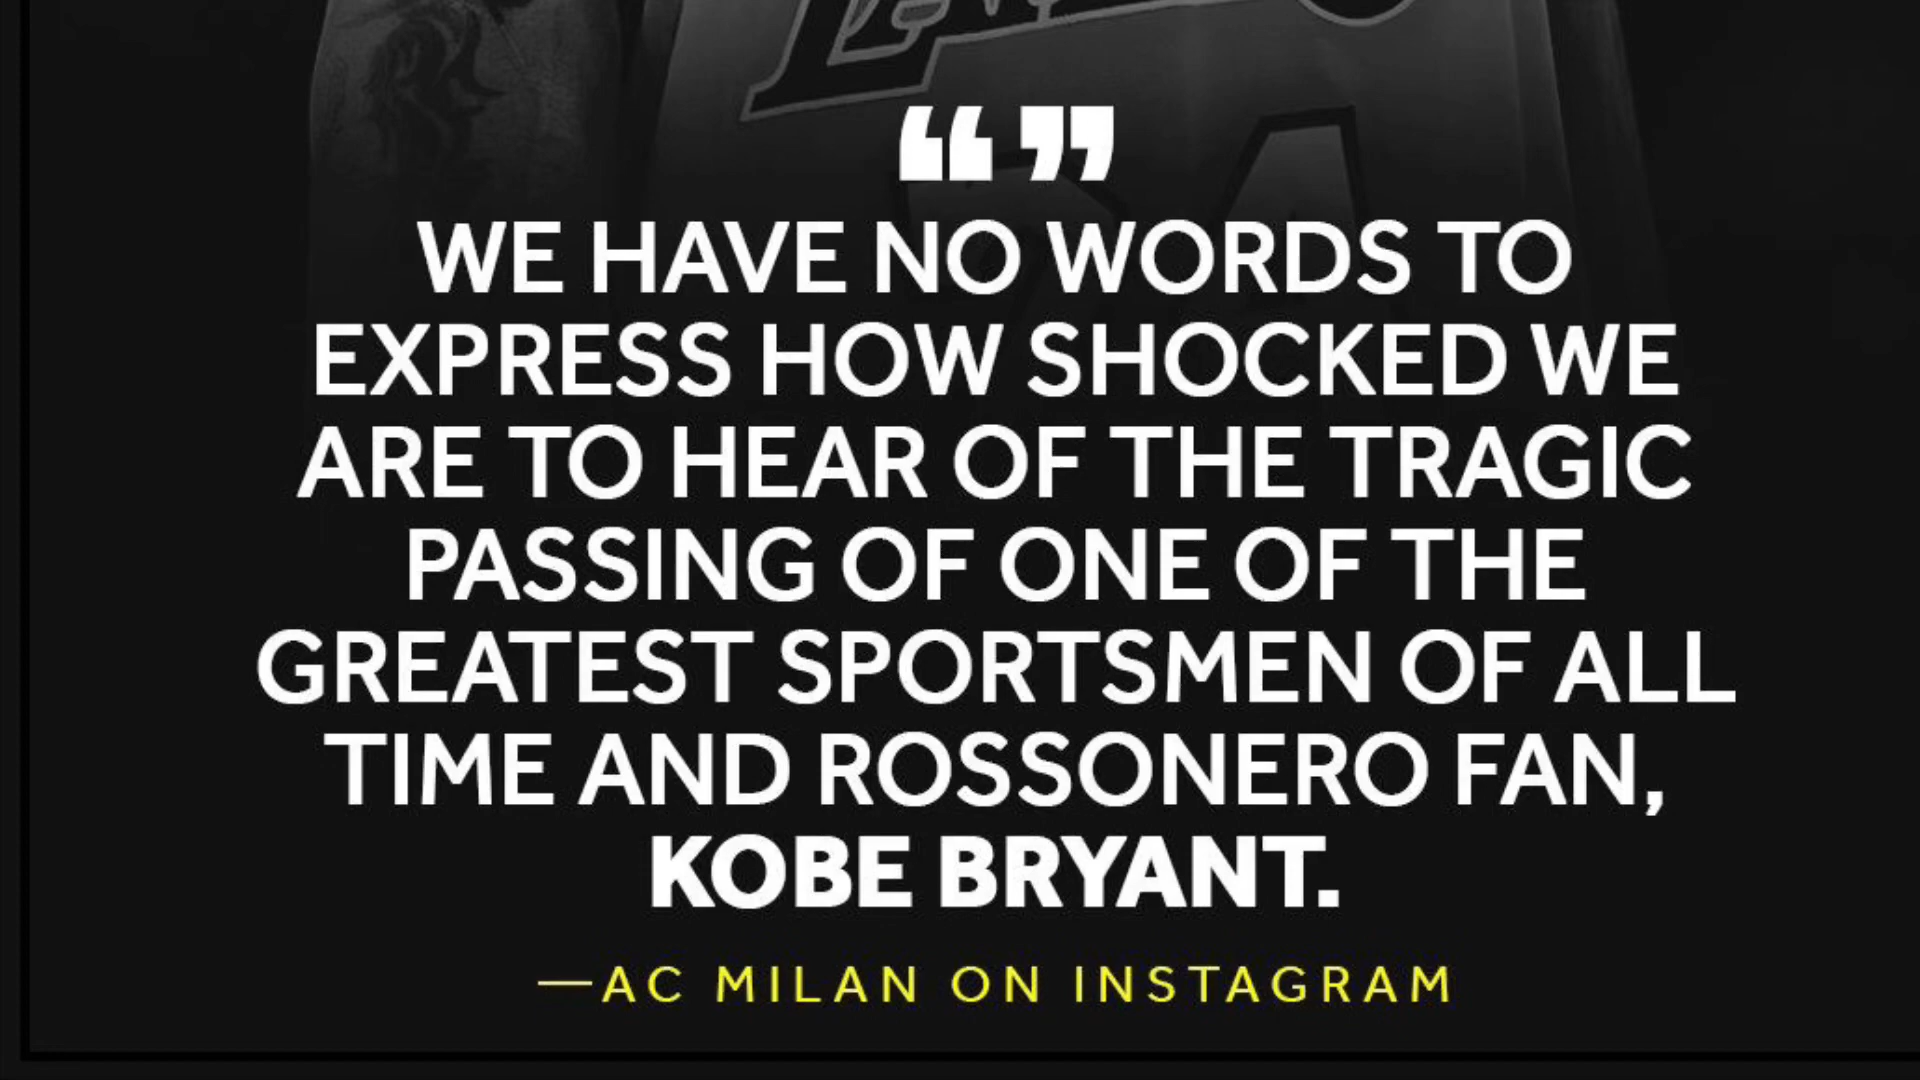 “ ”
WE HAVE NO WORDS TO
EXPRESS HOW SHOCKED WE
ARE TO HEAR OF THE TRAGIC
PASSING OF ONE OF THE
GREATEST SPORTSMEN OF ALL
TIME AND ROSSONERO FAN,
KOBE BRYANT.
—AC MILAN ON INSTAGRAM